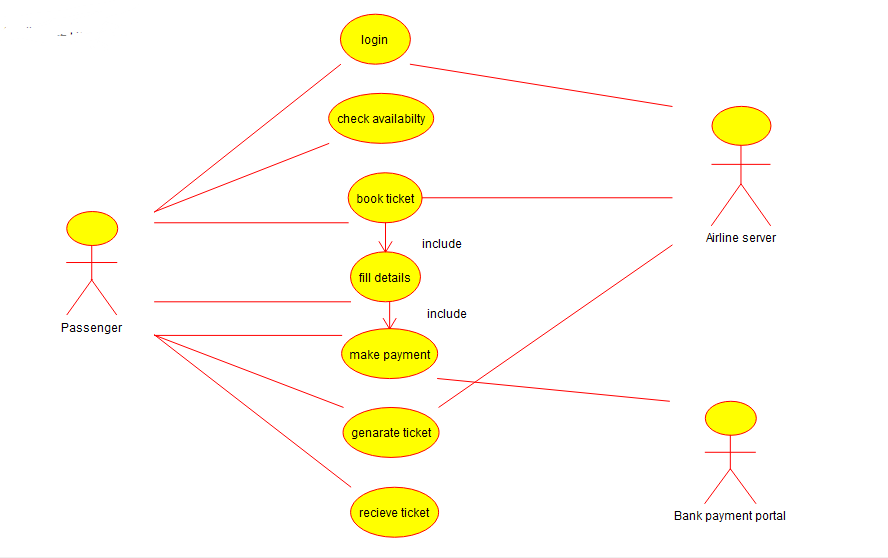 login
check availabilty
book ticket
Airline server
include
fill details
include
Passenger
make payment
genarate ticket
recieve ticket
Bank payment portal